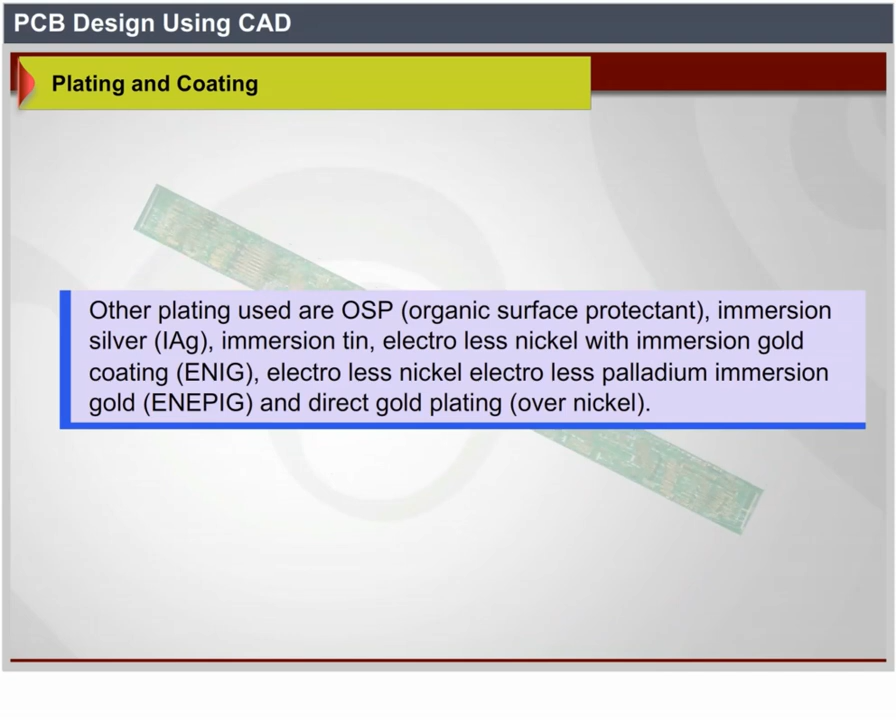 PCB Design Using CAD
Plating and Coating
Other plating used are OSP (organic surface protectant), immersion
silver (IAg), immersion tin, electro less nickel with immersion gold
coating (ENIG), electro less nickel electro less palladium immersion
gold (ENEPIG) and direct gold plating (over nickel).